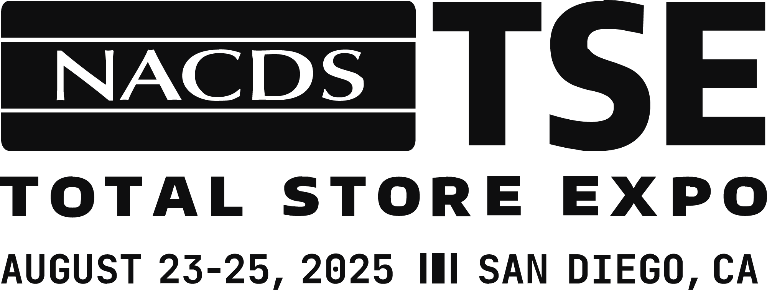 NACDS TSE
TOTAL STORE EXPO
AUGUST 23-25, 2025 SAN DIEGO, CA